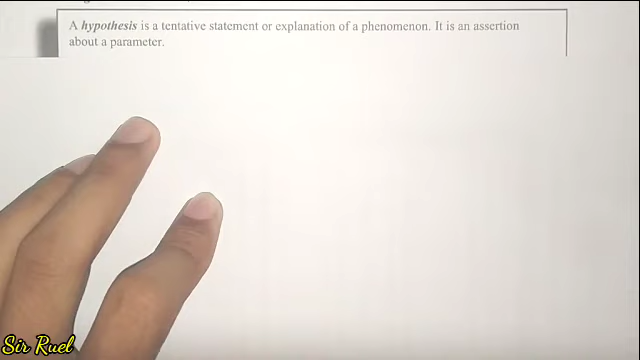 A hypothesis is a tentative statement or explanation of a phenomenon. It is an assertion
about a parameter.
Sir Ruel